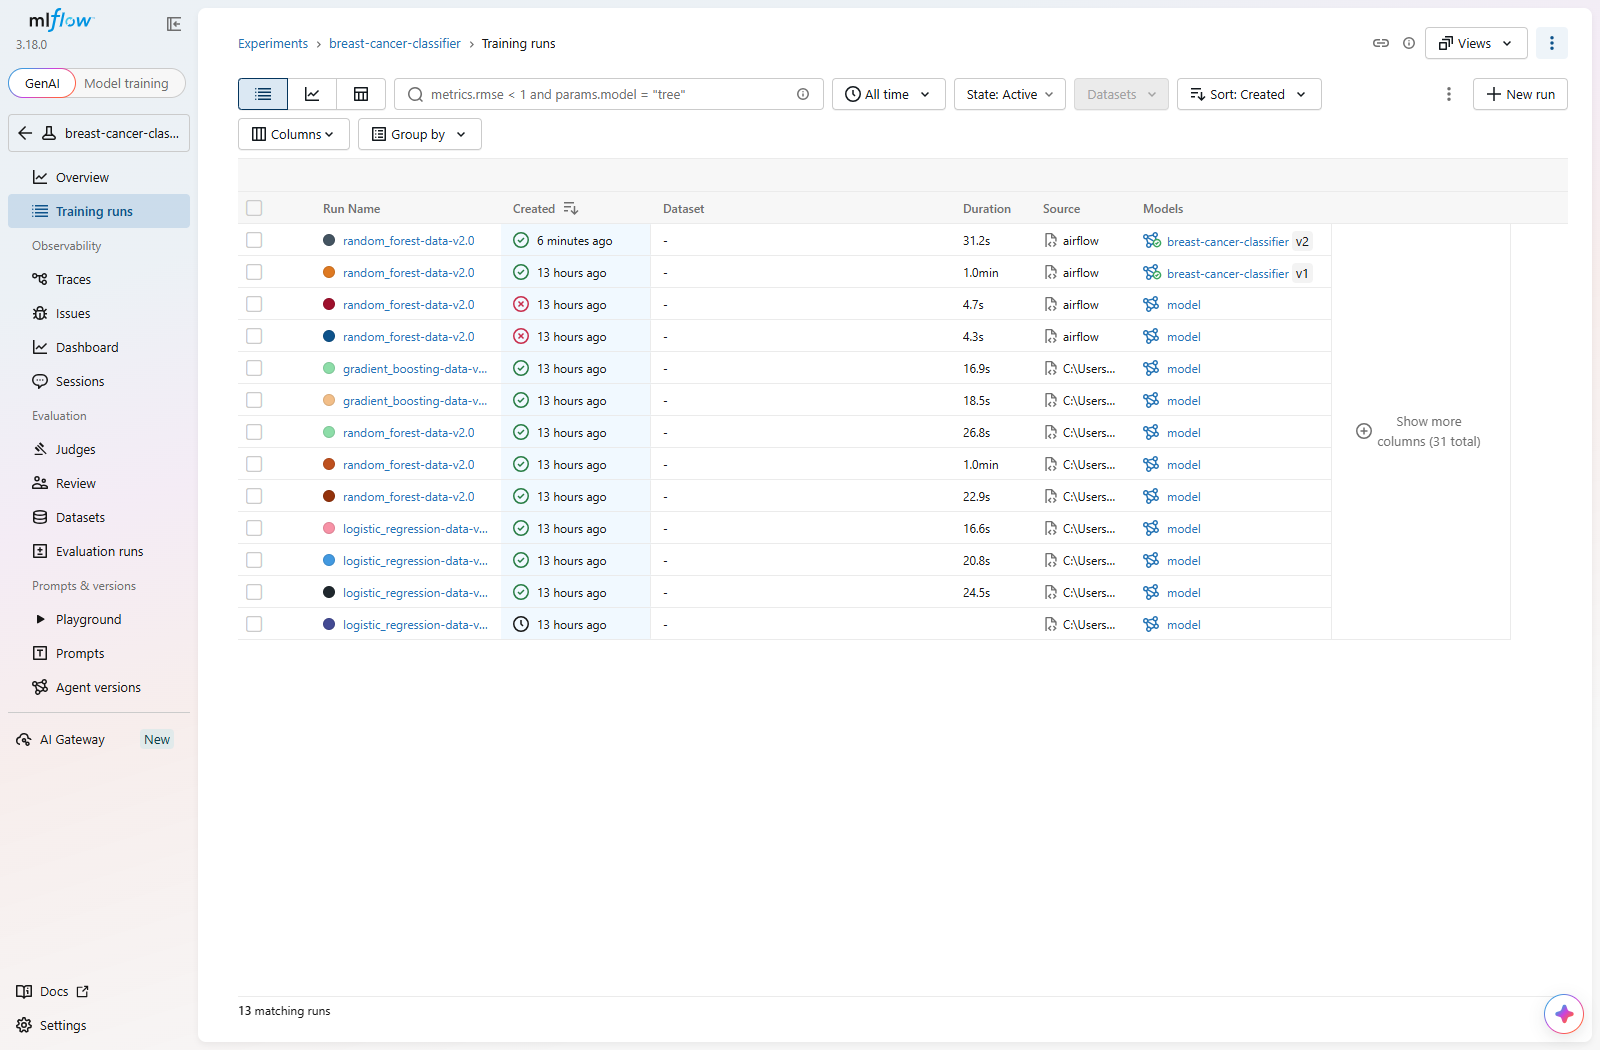 mlflow
3.18.0
GenAI
Model training
breast-cancer-clas...
Overview
Training runs
Observability
Traces
Issues
Dashboard
Sessions
Evaluation
Judges
Review
Datasets
Evaluation runs
Prompts & versions
Playground
Prompts
Agent versions
AI Gateway New
Docs
Settings
Experiments › breast-cancer-classifier › Training runs
Views
metrics.rmse < 1 and params.model = "tree"
All time
State: Active
Datasets
Sort: Created
New run
Columns
Group by
Run Name Created Dataset Duration Source Models
random_forest-data-v2.0 6 minutes ago - 31.2s airflow breast-cancer-classifier v2
random_forest-data-v2.0 13 hours ago - 1.0min airflow breast-cancer-classifier v1
random_forest-data-v2.0 13 hours ago - 4.7s airflow model
random_forest-data-v2.0 13 hours ago - 4.3s airflow model
gradient_boosting-data-v... 13 hours ago - 16.9s C:\Users... model
gradient_boosting-data-v... 13 hours ago - 18.5s C:\Users... model
random_forest-data-v2.0 13 hours ago - 26.8s C:\Users... model
random_forest-data-v2.0 13 hours ago - 1.0min C:\Users... model
random_forest-data-v2.0 13 hours ago - 22.9s C:\Users... model
logistic_regression-data-v... 13 hours ago - 16.6s C:\Users... model
logistic_regression-data-v... 13 hours ago - 20.8s C:\Users... model
logistic_regression-data-v... 13 hours ago - 24.5s C:\Users... model
logistic_regression-data-v... 13 hours ago - C:\Users... model
Show more
columns (31 total)
13 matching runs